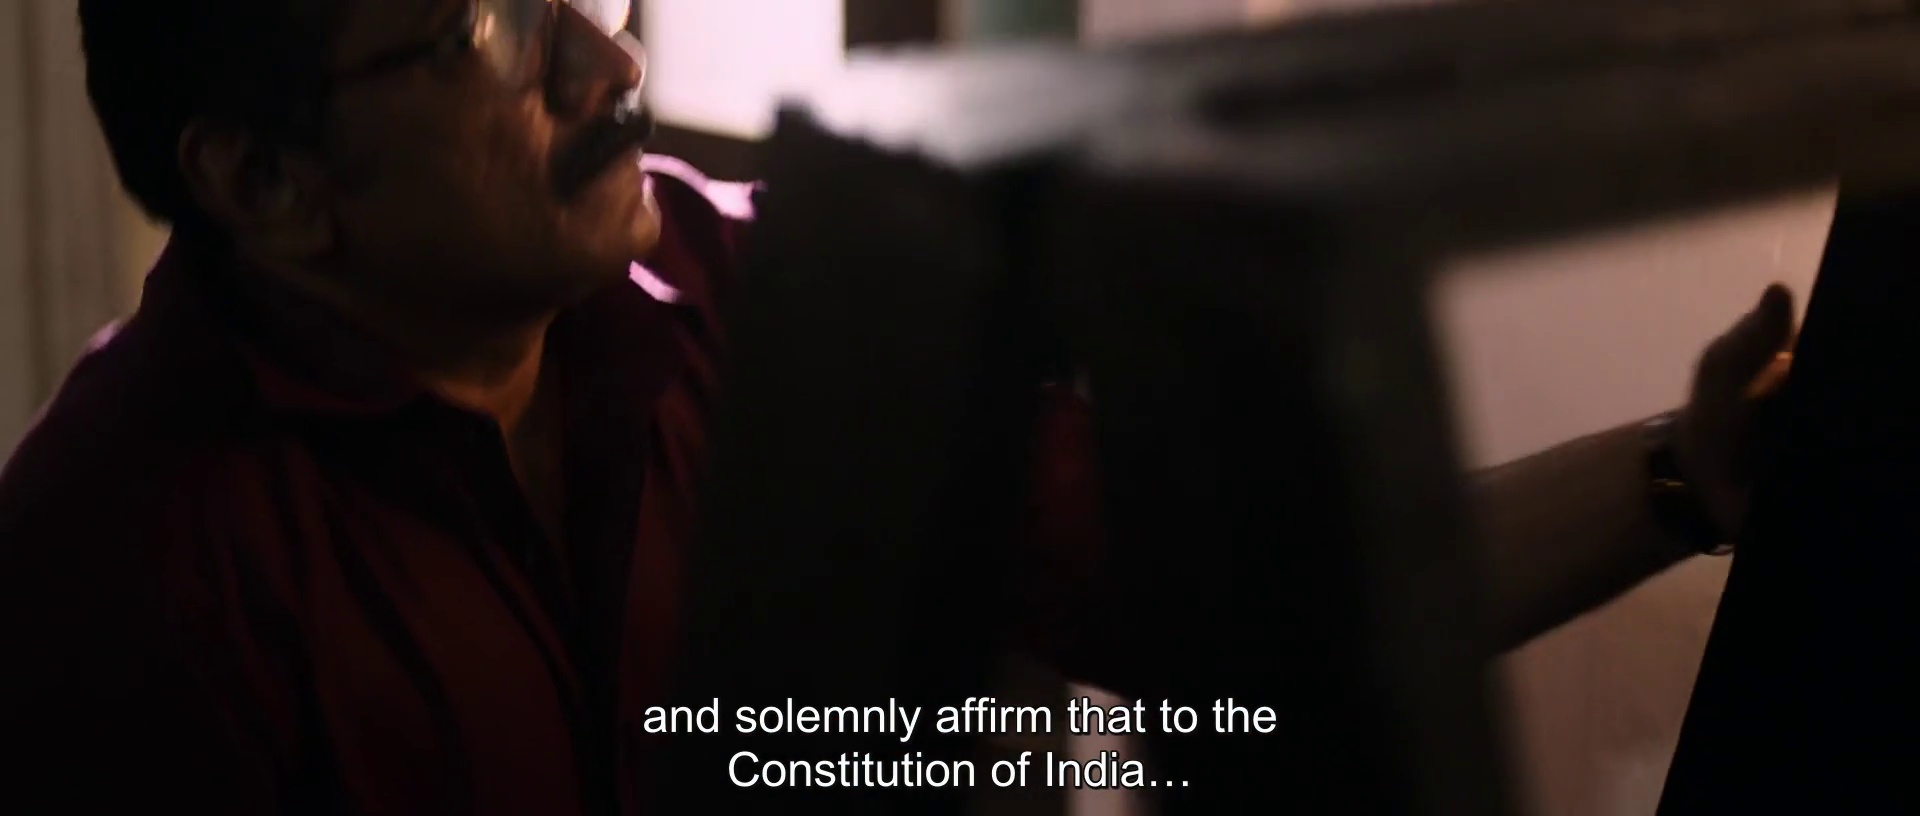 and solemnly affirm that to the
Constitution of India…